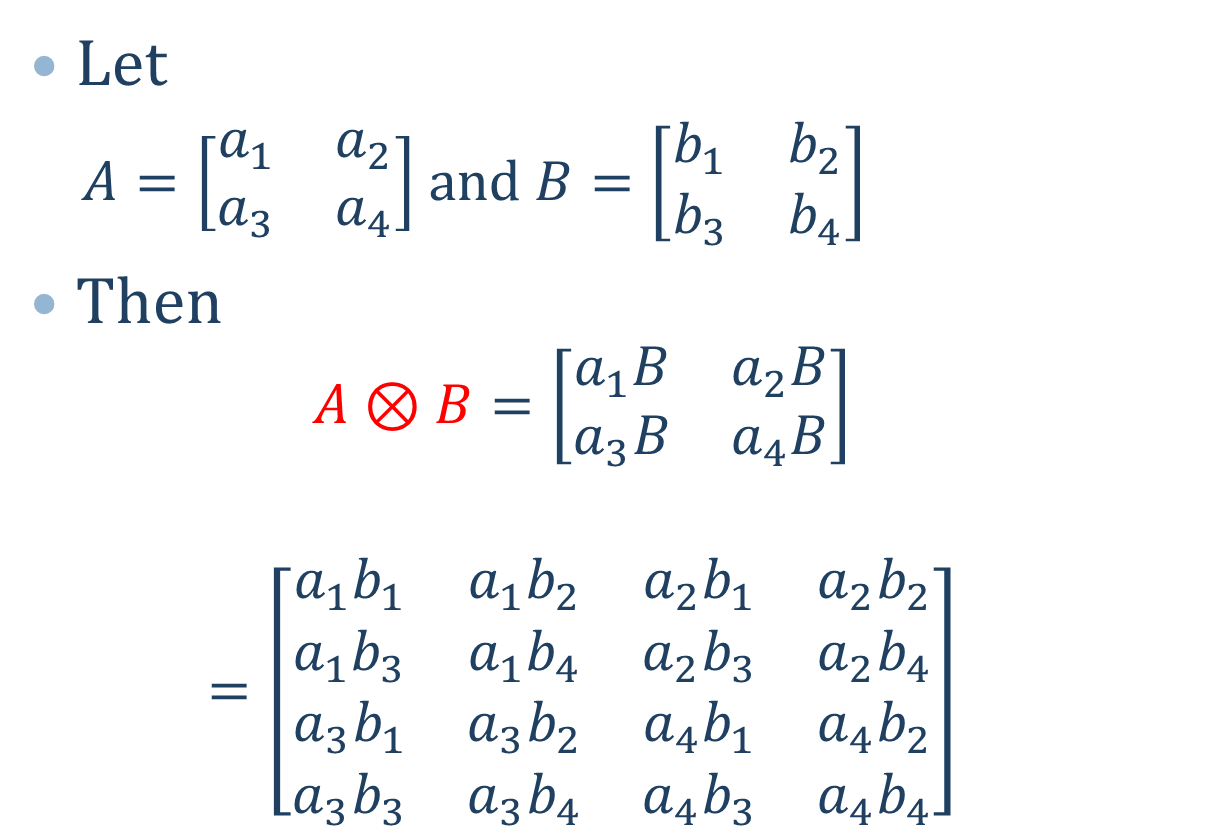 • Let
A = [a₁ a₂; a₃ a₄] and B = [b₁ b₂; b₃ b₄]
• Then
A ⊗ B = [a₁B a₂B; a₃B a₄B]
= [a₁b₁ a₁b₂ a₂b₁ a₂b₂; a₁b₃ a₁b₄ a₂b₃ a₂b₄; a₃b₁ a₃b₂ a₄b₁ a₄b₂; a₃b₃ a₃b₄ a₄b₃ a₄b₄]